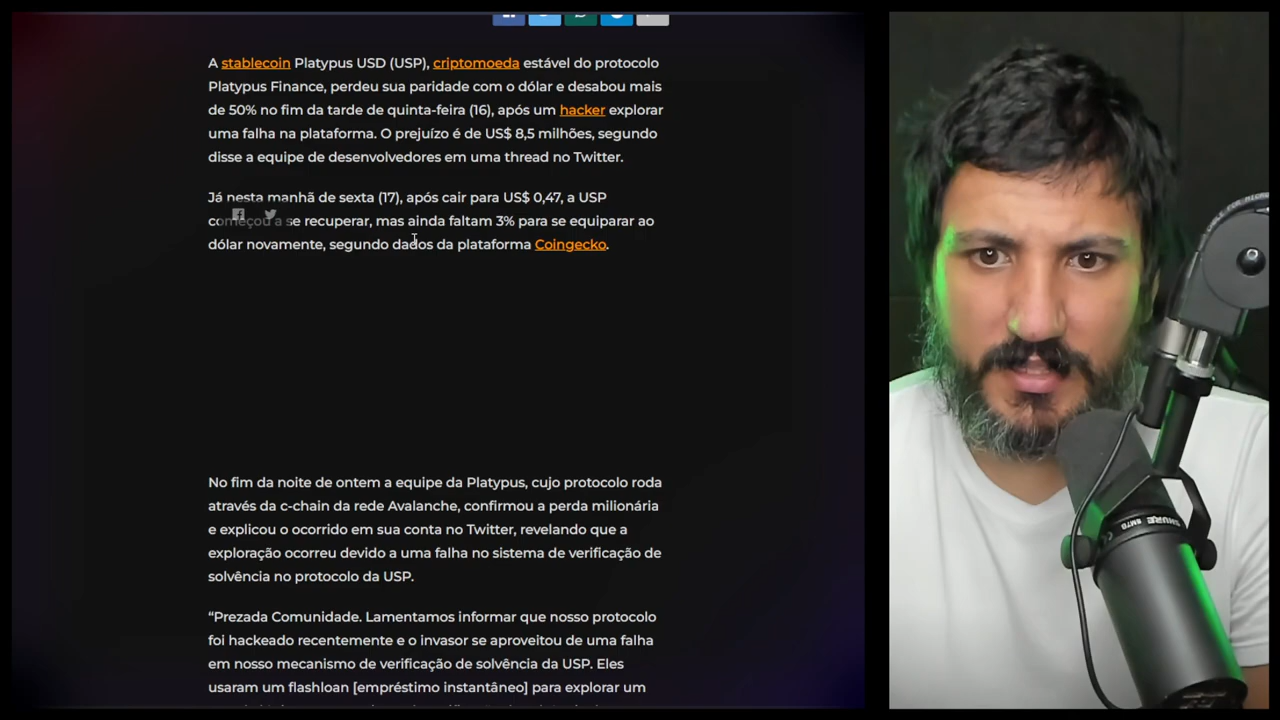 A stablecoin Platypus USD (USP), criptomoeda estável do protocolo
Platypus Finance, perdeu sua paridade com o dólar e desabou mais
de 50% no fim da tarde de quinta-feira (16), após um hacker explorar
uma falha na plataforma. O prejuízo é de US$ 8,5 milhões, segundo
disse a equipe de desenvolvedores em uma thread no Twitter.
Já nesta manhã de sexta (17), após cair para US$ 0,47, a USP
começou a se recuperar, mas ainda faltam 3% para se equiparar ao
dólar novamente, segundo dados da plataforma Coingecko.
No fim da noite de ontem a equipe da Platypus, cujo protocolo roda
através da c-chain da rede Avalanche, confirmou a perda milionária
e explicou o ocorrido em sua conta no Twitter, revelando que a
exploração ocorreu devido a uma falha no sistema de verificação de
solvência no protocolo da USP.
“Prezada Comunidade. Lamentamos informar que nosso protocolo
foi hackeado recentemente e o invasor se aproveitou de uma falha
em nosso mecanismo de verificação de solvência da USP. Eles
usaram um flashloan [empréstimo instantâneo] para explorar um
SHURE SM7B